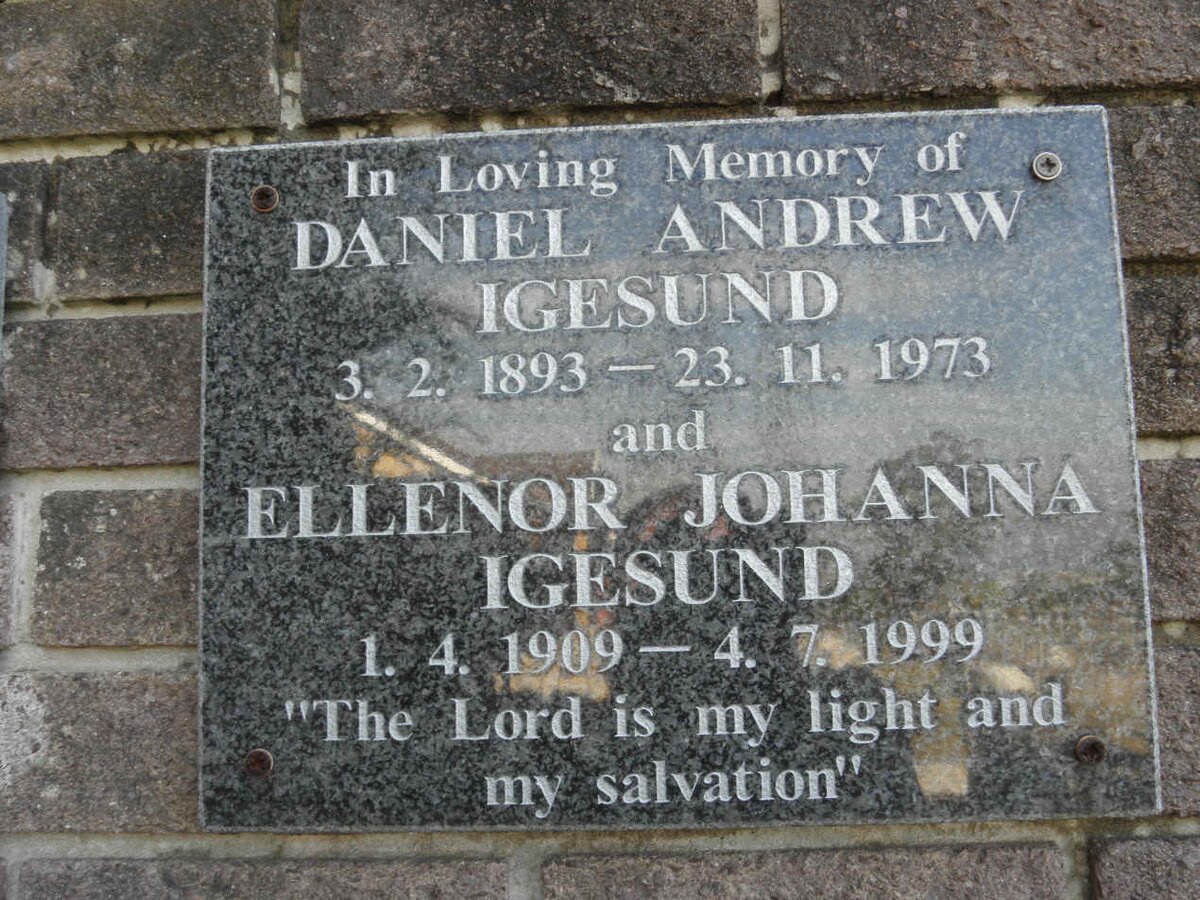 In Loving Memory of
DANIEL ANDREW
IGESUND
3. 2. 1893 — 23. 11. 1973
and
ELLENOR JOHANNA
IGESUND
1. 4. 1909 — 4. 7. 1999
"The Lord is my light and
my salvation"